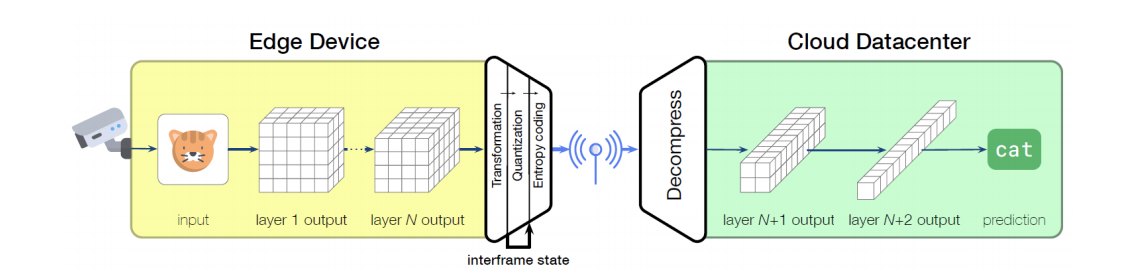 Edge Device
Cloud Datacenter
Transformation
Quantization
Entropy coding
Decompress
cat
input
layer 1 output
layer N output
layer N+1 output
layer N+2 output
prediction
interframe state